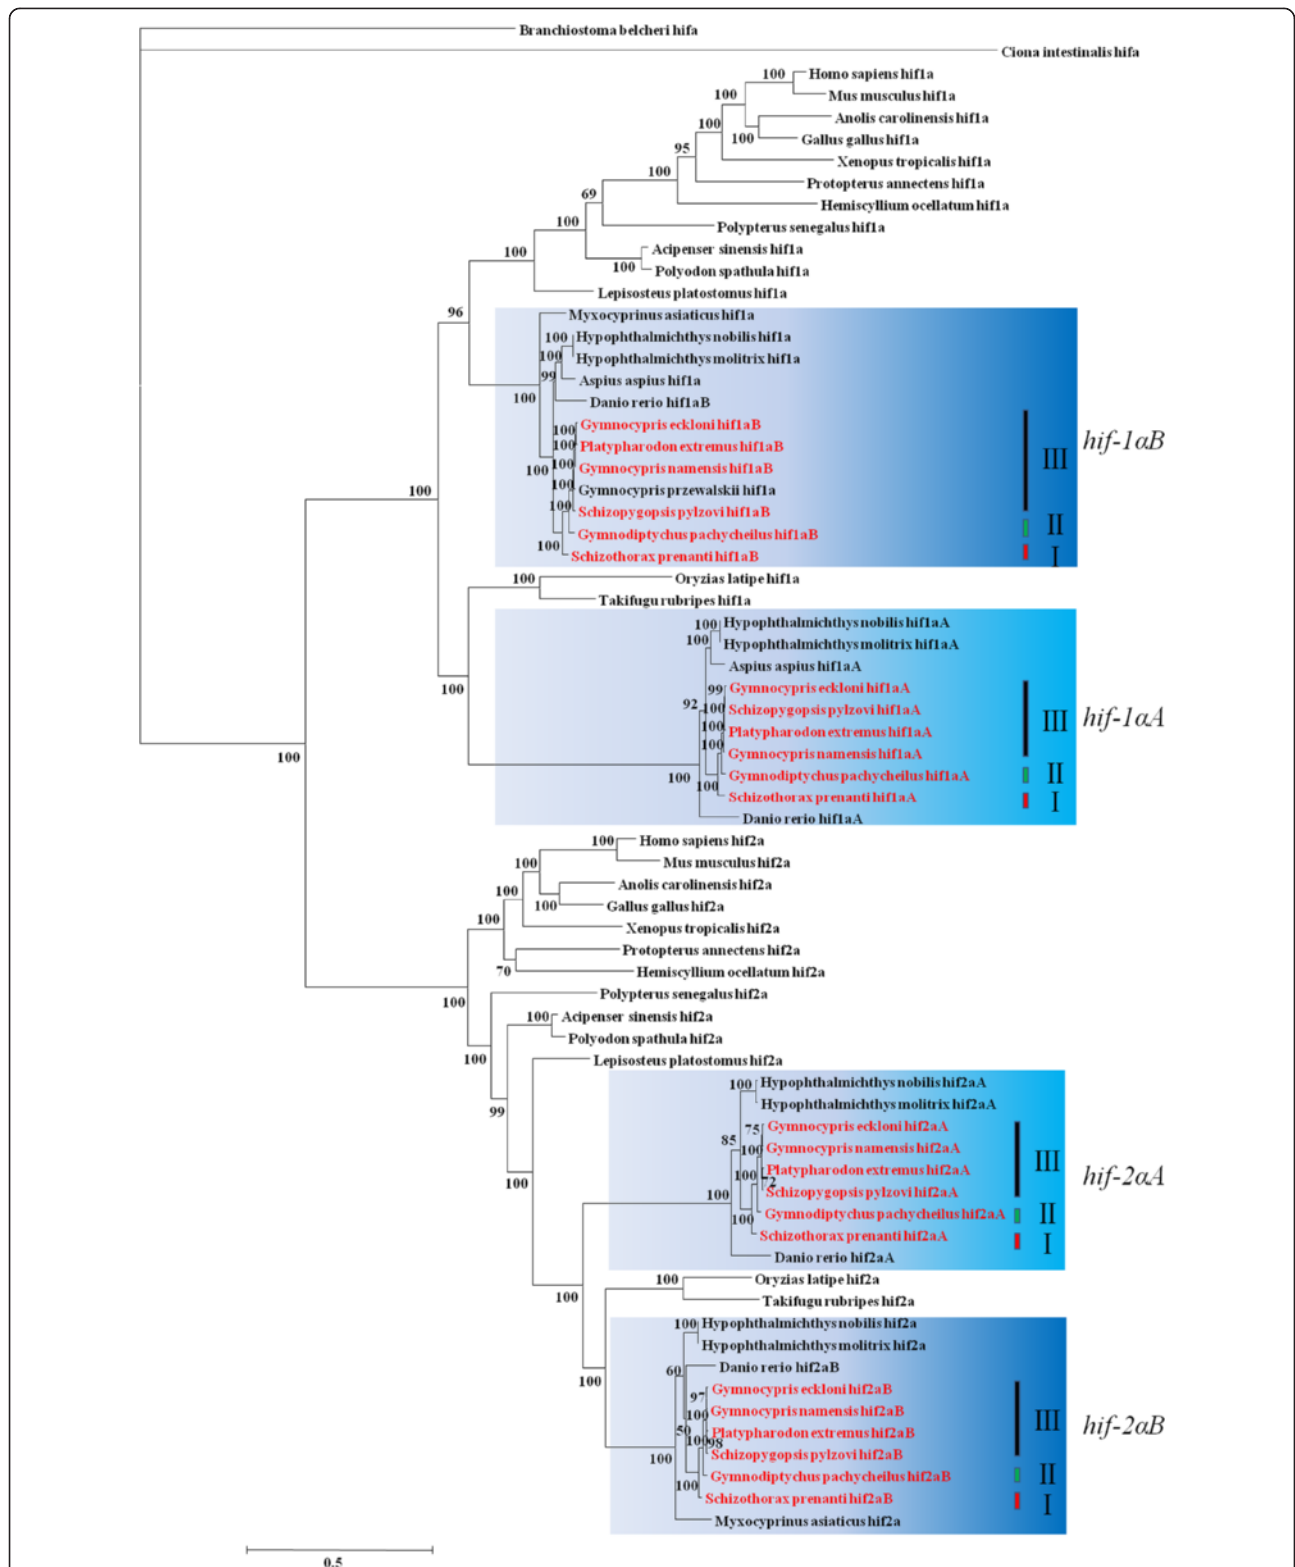 Branchiostoma belcheri hifa
Ciona intestinalis hifa
100 Homo sapiens hif1a
100 Mus musculus hif1a
100 Anolis carolinensis hif1a
100 Gallus gallus hif1a
95 Xenopus tropicalis hif1a
100 Protopterus annectens hif1a
69 Hemiscyllium ocellatum hif1a
100 Polypterus senegalus hif1a
100 Acipenser sinensis hif1a
100 Polyodon spathula hif1a
Lepisosteus platostomus hif1a
96 Myxocyprinus asiaticus hif1a
100 Hypophthalmichthys nobilis hif1a
100 Hypophthalmichthys molitrix hif1a
99 Aspius aspius hif1a
100 Danio rerio hif1aB
100 Gymnocypris eckloni hif1aB
100 Platypharodon extremus hif1aB hif-1αB
100 100 Gymnocypris namensis hif1aB III
100 100 Gymnocypris przewalskii hif1a
100 Schizopygopsis pylzovi hif1aB
Gymnodiptychus pachycheilus hif1aB II
100 Schizothorax prenanti hif1aB I
100 Oryzias latipe hif1a
Takifugu rubripes hif1a
100 Hypophthalmichthys nobilis hif1aA
100 Hypophthalmichthys molitrix hif1aA
Aspius aspius hif1aA
100 99 Gymnocypris eckloni hif1aA
92 100 Schizopygopsis pylzovi hif1aA
100 Platypharodon extremus hif1aA III hif-1αA
100 100 Gymnocypris namensis hif1aA
100 100 Gymnodiptychus pachycheilus hif1aA II
Schizothorax prenanti hif1aA I
Danio rerio hif1aA
100 Homo sapiens hif2a
100 Mus musculus hif2a
100 Anolis carolinensis hif2a
100 Gallus gallus hif2a
100 Xenopus tropicalis hif2a
Protopterus annectens hif2a
70 Hemiscyllium ocellatum hif2a
100 Polypterus senegalus hif2a
100 Acipenser sinensis hif2a
Polyodon spathula hif2a
100 Lepisosteus platostomus hif2a
100 Hypophthalmichthys nobilis hif2aA
99 Hypophthalmichthys molitrix hif2aA
75 Gymnocypris eckloni hif2aA
85 100 Gymnocypris namensis hif2aA
100 72 Platypharodon extremus hif2aA III hif-2αA
100 100 Schizopygopsis pylzovi hif2aA
100 Gymnodiptychus pachycheilus hif2aA II
Schizothorax prenanti hif2aA I
Danio rerio hif2aA
100 Oryzias latipe hif2a
100 Takifugu rubripes hif2a
100 Hypophthalmichthys nobilis hif2a
Hypophthalmichthys molitrix hif2a
60 Danio rerio hif2aB
100 97 Gymnocypris eckloni hif2aB
100 Gymnocypris namensis hif2aB
50 Platypharodon extremus hif2aB III hif-2αB
100 98 Schizopygopsis pylzovi hif2aB
100 Gymnodiptychus pachycheilus hif2aB II
100 Schizothorax prenanti hif2aB I
Myxocyprinus asiaticus hif2a
0.5